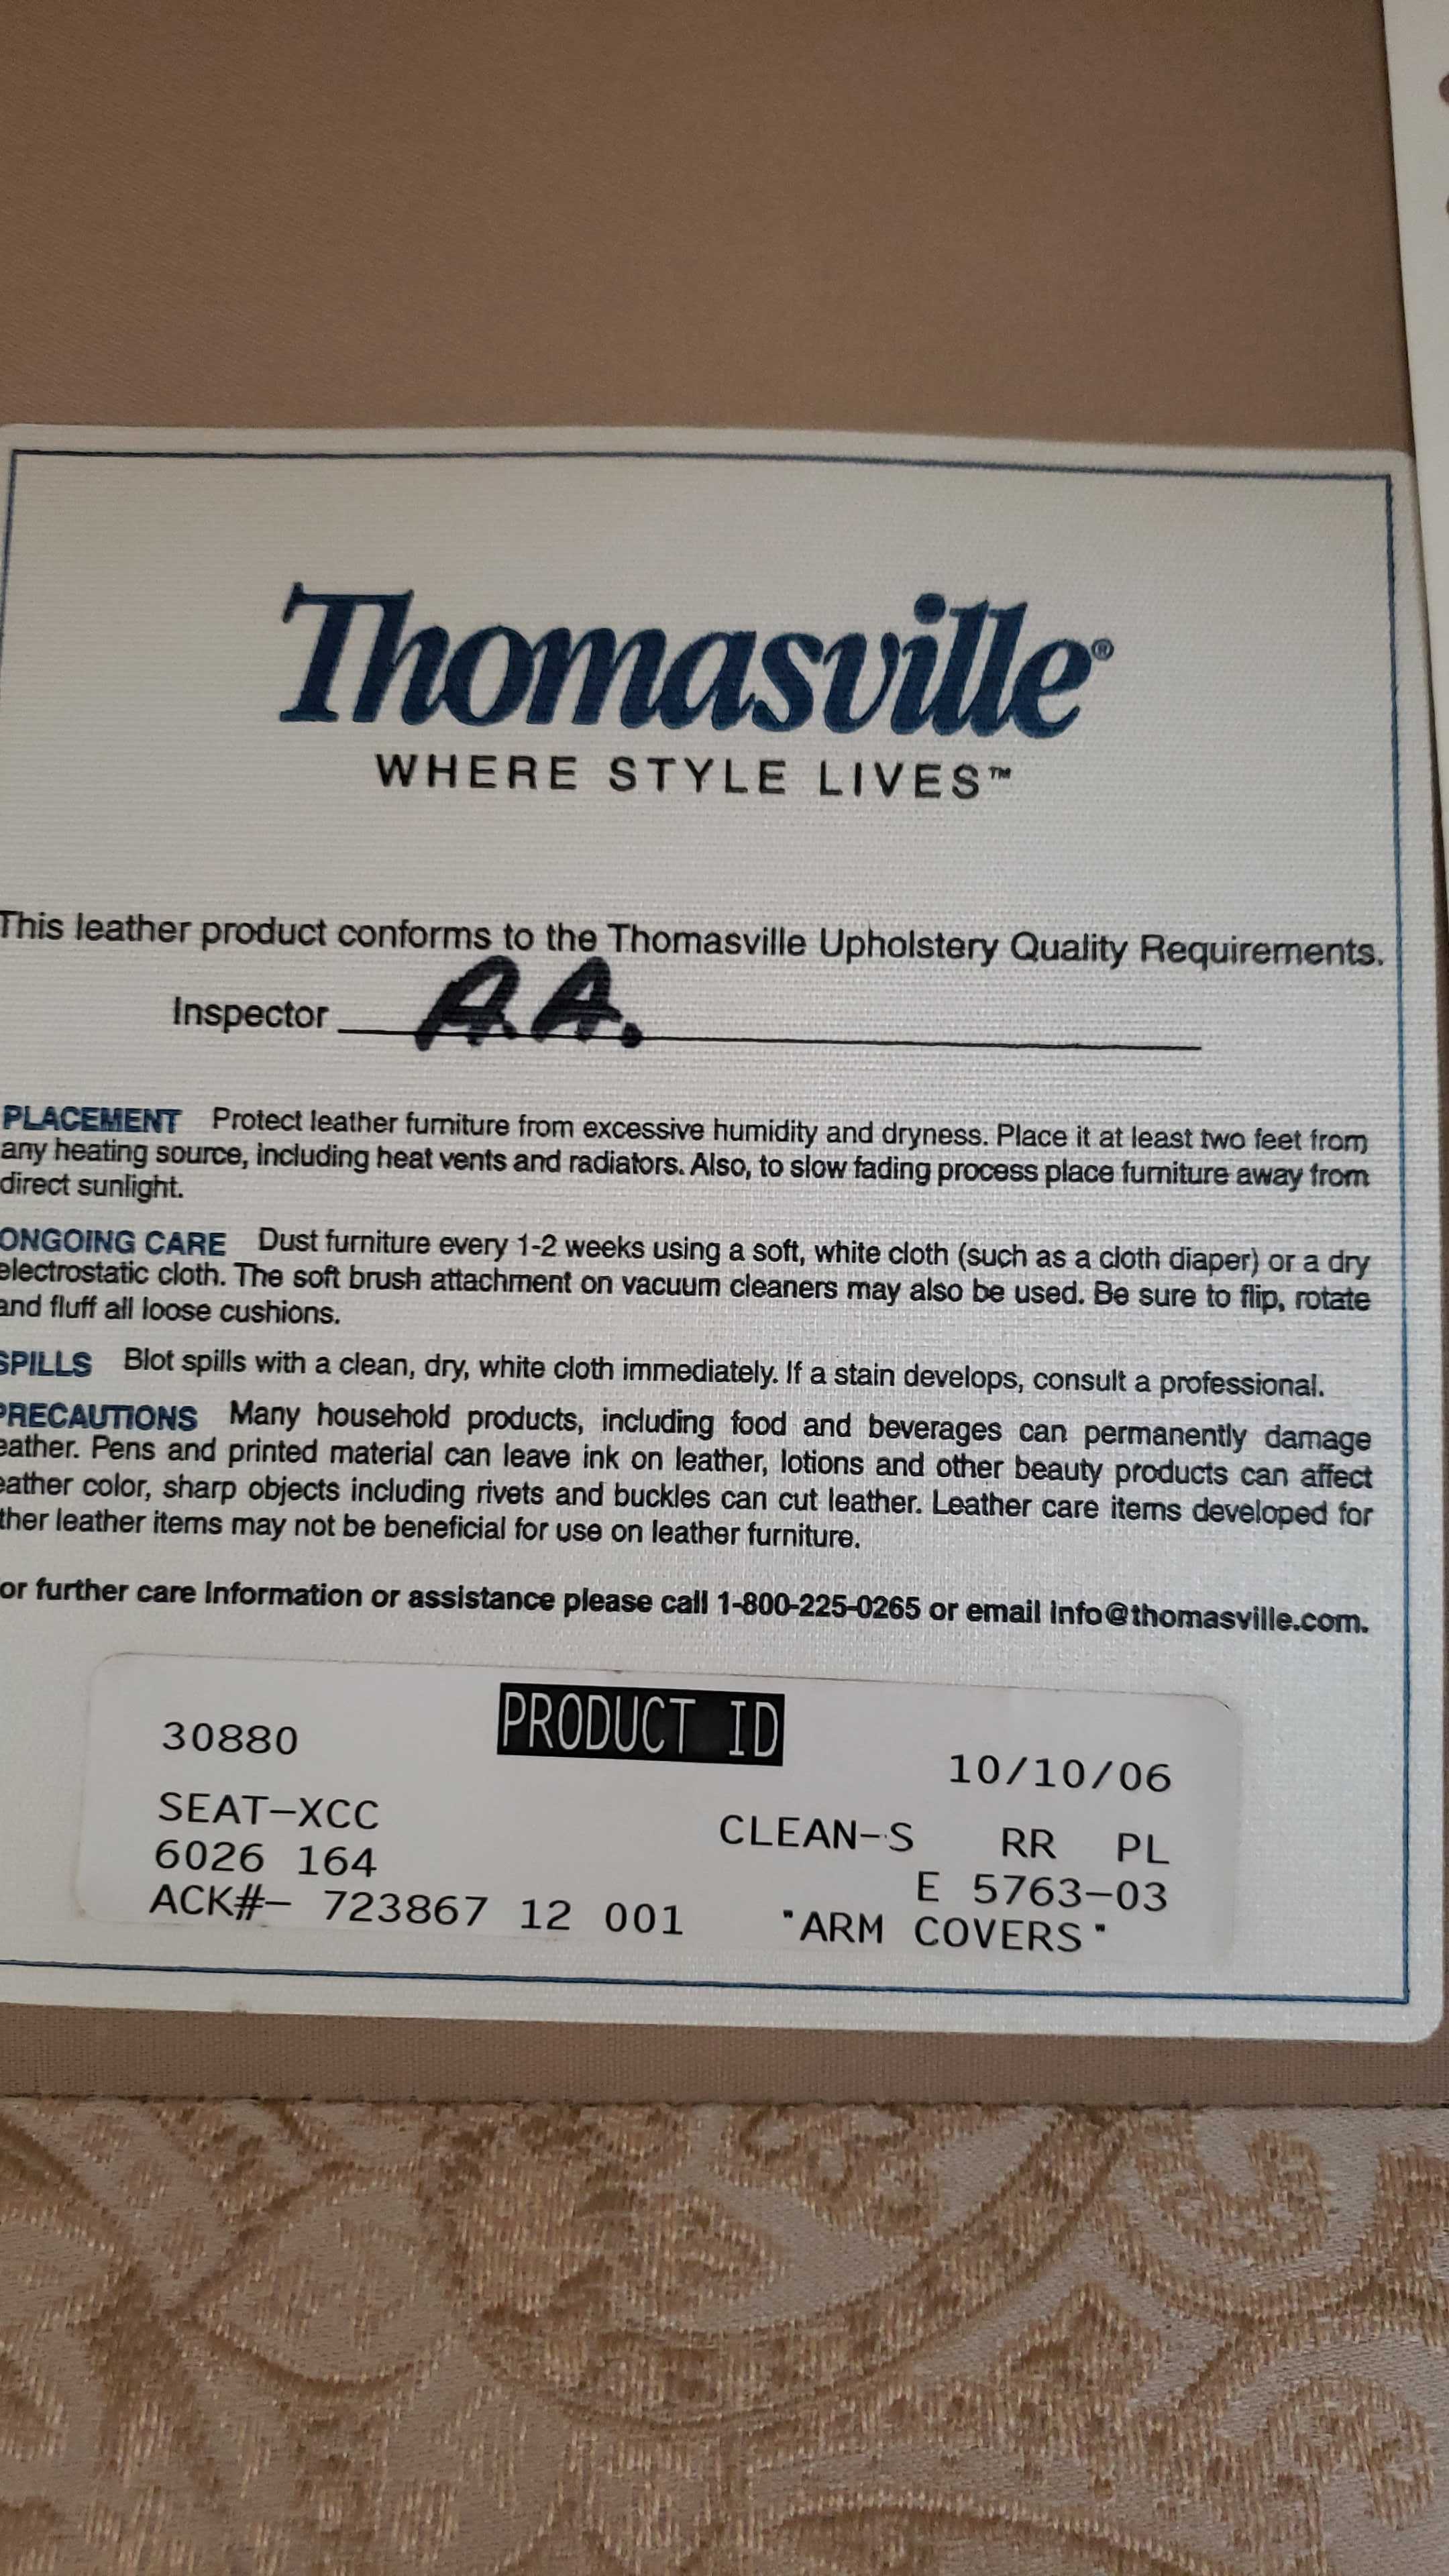 Thomasville®
WHERE STYLE LIVES™
This leather product conforms to the Thomasville Upholstery Quality Requirements.
Inspector A.A.
PLACEMENT Protect leather furniture from excessive humidity and dryness. Place it at least two feet from
any heating source, including heat vents and radiators. Also, to slow fading process place furniture away from
direct sunlight.
ONGOING CARE Dust furniture every 1-2 weeks using a soft, white cloth (such as a cloth diaper) or a dry
electrostatic cloth. The soft brush attachment on vacuum cleaners may also be used. Be sure to flip, rotate
and fluff all loose cushions.
SPILLS Blot spills with a clean, dry, white cloth immediately. If a stain develops, consult a professional.
PRECAUTIONS Many household products, including food and beverages can permanently damage
eather. Pens and printed material can leave ink on leather, lotions and other beauty products can affect
eather color, sharp objects including rivets and buckles can cut leather. Leather care items developed for
ther leather items may not be beneficial for use on leather furniture.
or further care Information or assistance please call 1-800-225-0265 or email info@thomasville.com.
PRODUCT ID
30880 10/10/06
SEAT-XCC CLEAN-S RR PL
6026 164 E 5763-03
ACK#- 723867 12 001 "ARM COVERS"